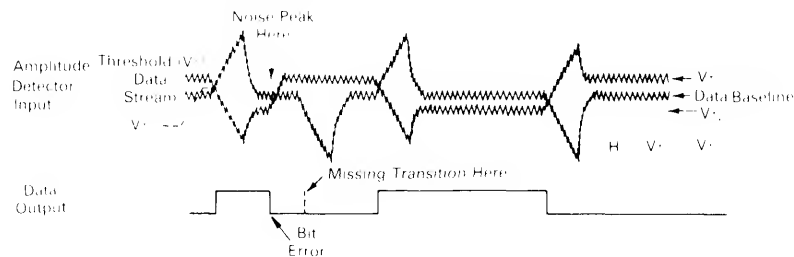 Noise Peak
Here
Amplitude
Detector
Input
Threshold (V
Data
Stream
Data Baseline
H
Missing Transition Here
Data
Output
Bit
Error